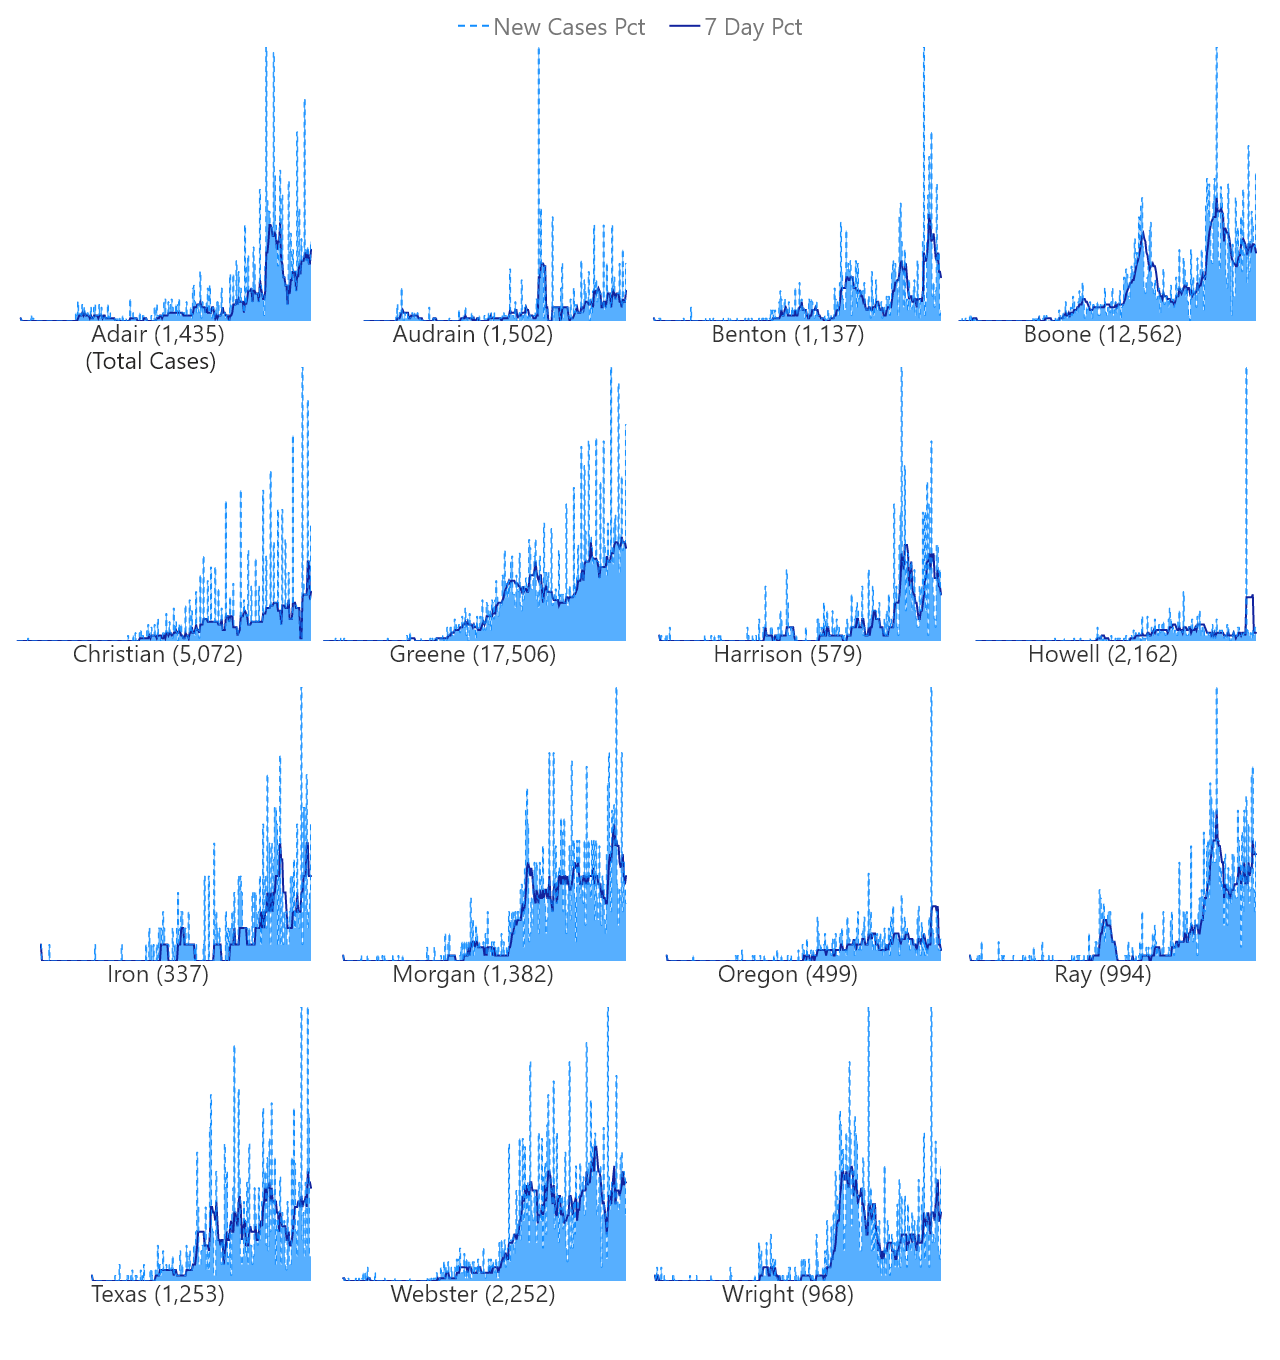 New Cases Pct 7 Day Pct
Adair (1,435)
(Total Cases)
Audrain (1,502)
Benton (1,137)
Boone (12,562)
Christian (5,072)
Greene (17,506)
Harrison (579)
Howell (2,162)
Iron (337)
Morgan (1,382)
Oregon (499)
Ray (994)
Texas (1,253)
Webster (2,252)
Wright (968)